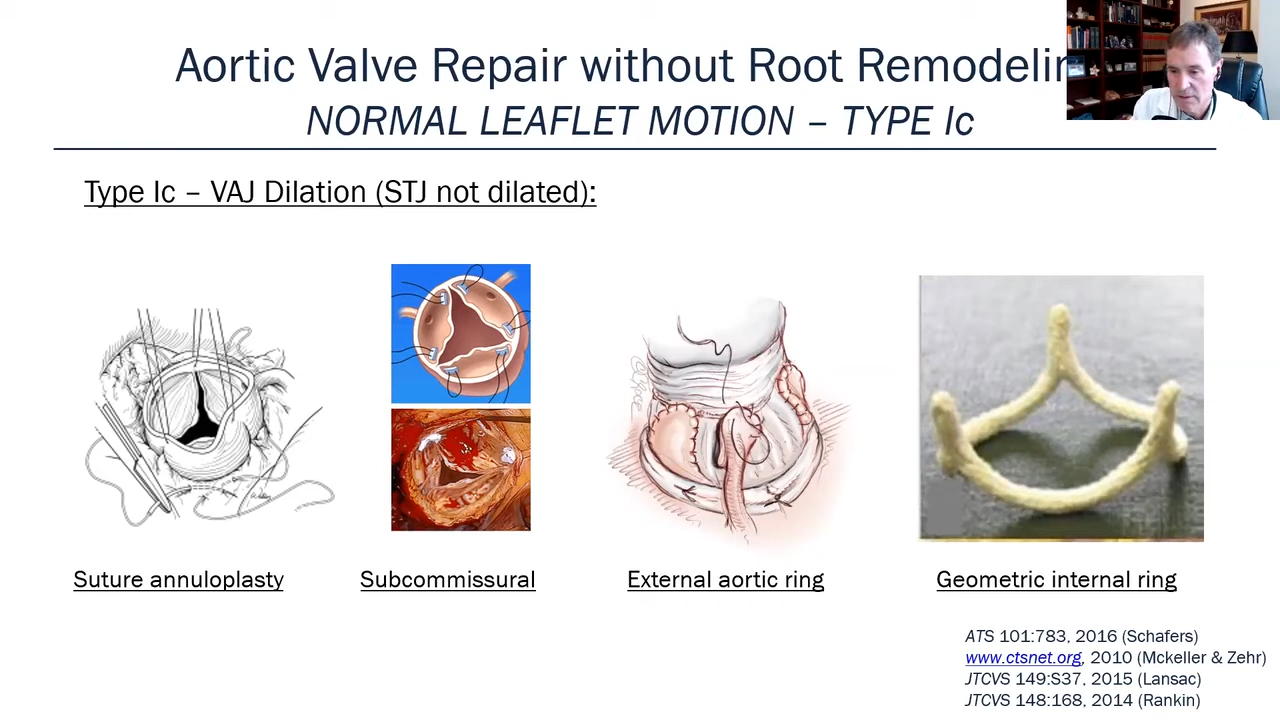 Aortic Valve Repair without Root Remodelin
NORMAL LEAFLET MOTION – TYPE Ic
Type Ic – VAJ Dilation (STJ not dilated):
Suture annuloplasty
Subcommissural
External aortic ring
Geometric internal ring
ATS 101:783, 2016 (Schafers)
www.ctsnet.org, 2010 (Mckeller & Zehr)
JTCVS 149:S37, 2015 (Lansac)
JTCVS 148:168, 2014 (Rankin)